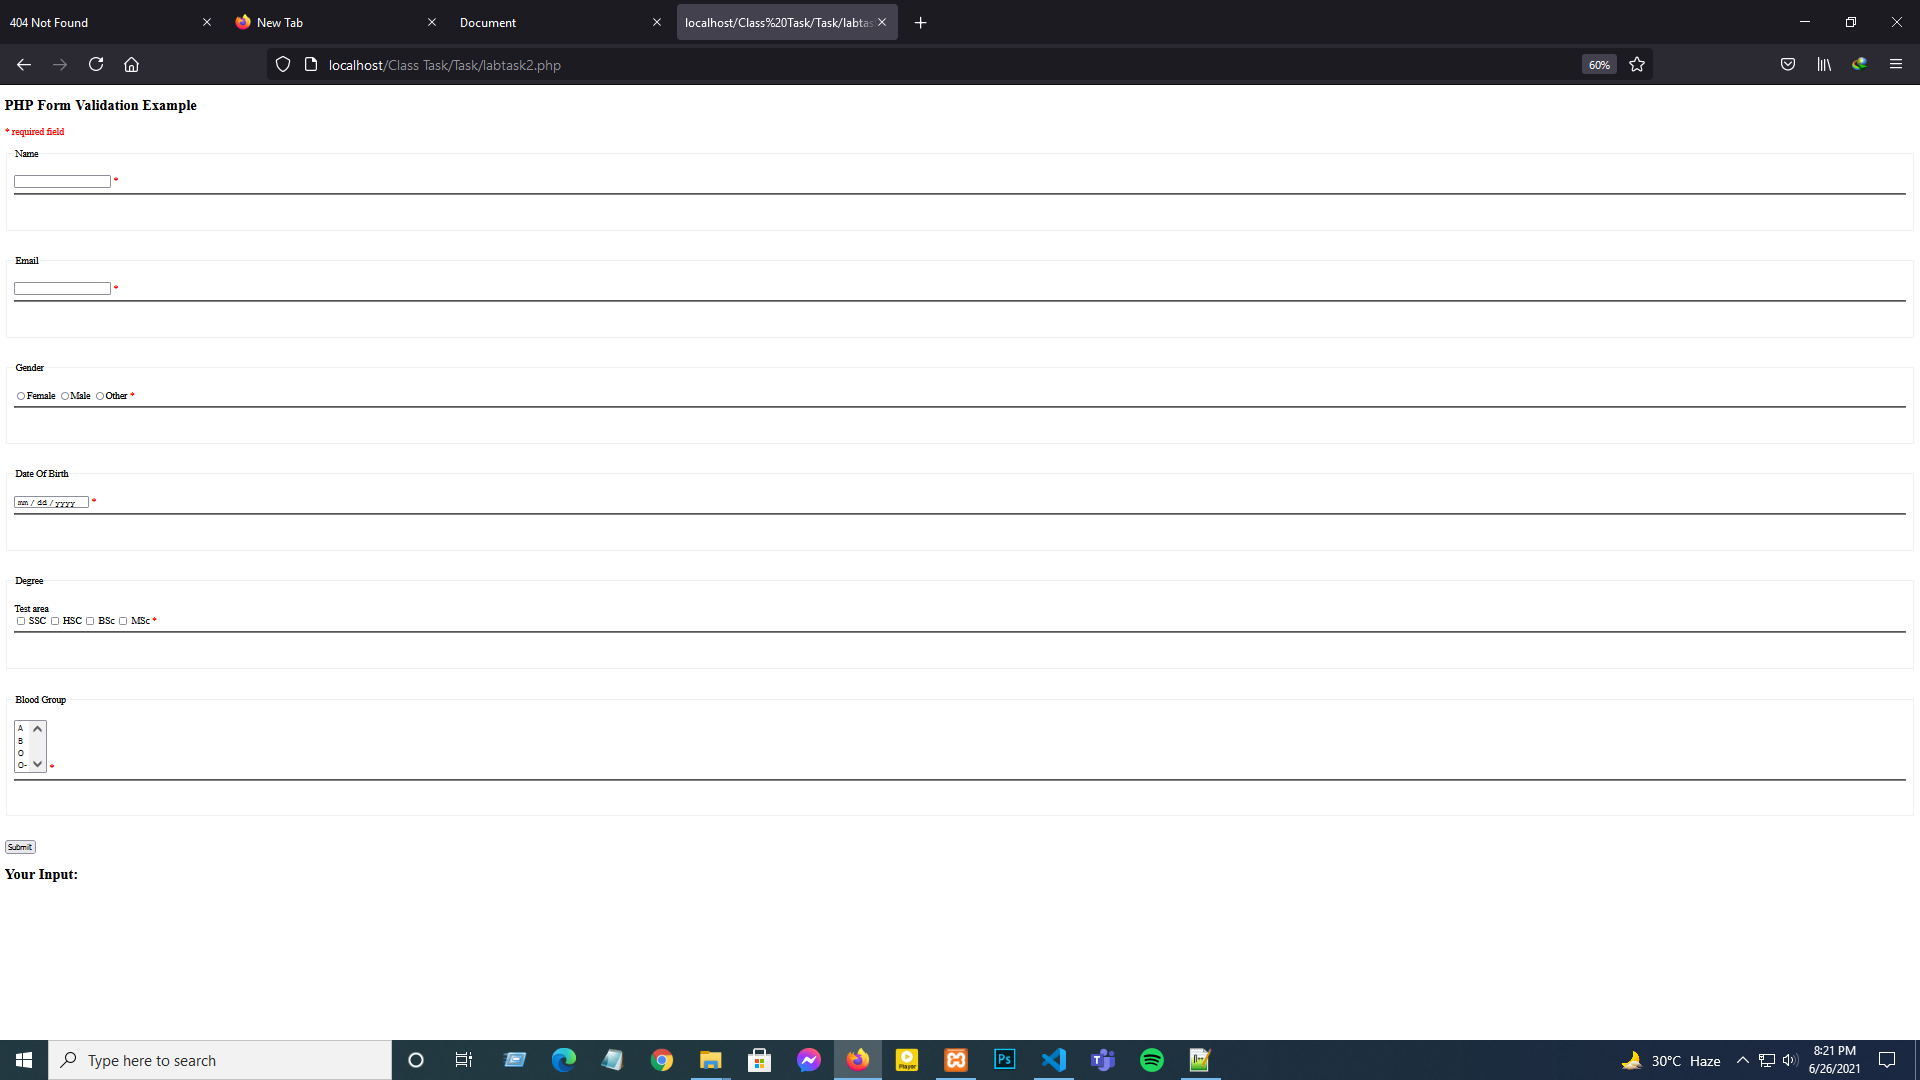 404 Not Found
New Tab
Document
localhost/Class%20Task/Task/labtas
localhost/Class Task/Task/labtask2.php
60%
PHP Form Validation Example
* required field
Name
*
Email
*
Gender
Female Male Other *
Date Of Birth
mm / dd / yyyy *
Degree
Test area
SSC HSC BSc MSc *
Blood Group
A
B
O
O-
*
Submit
Your Input:
Type here to search
Player
Ps
30°C Haze
8:21 PM
6/26/2021